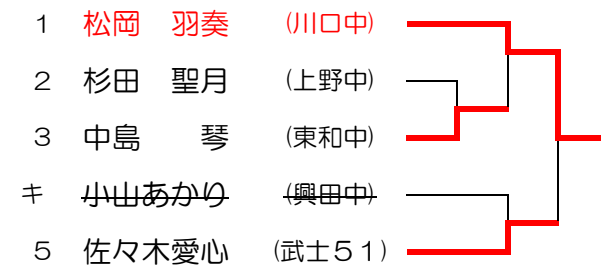 1 松岡 羽奏 (川口中)
2 杉田 聖月 (上野中)
3 中島 琴 (東和中)
キ 小山あかり (興田中)
5 佐々木愛心 (武士51)